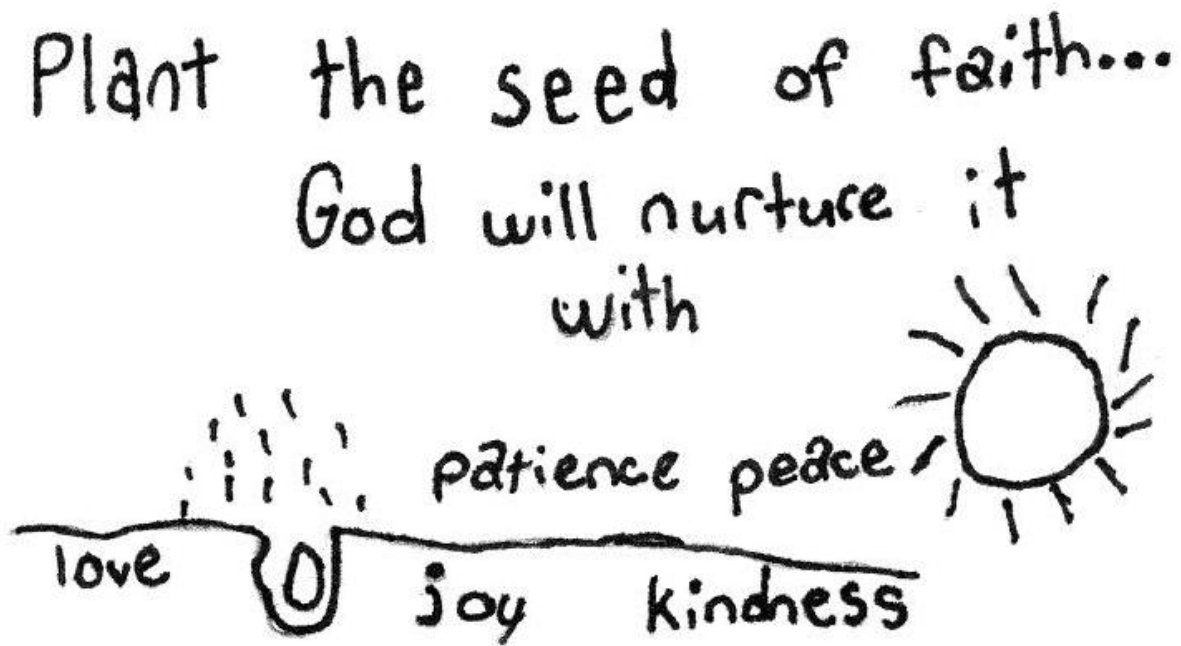 Plant the seed of faith...
God will nurture it
with
patience peace
love joy kindness